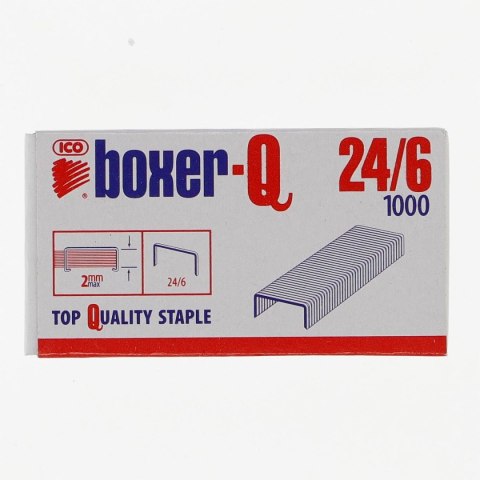 ICO
®
boxer-Q
24/6
1000
2mm
max
24/6
TOP QUALITY STAPLE